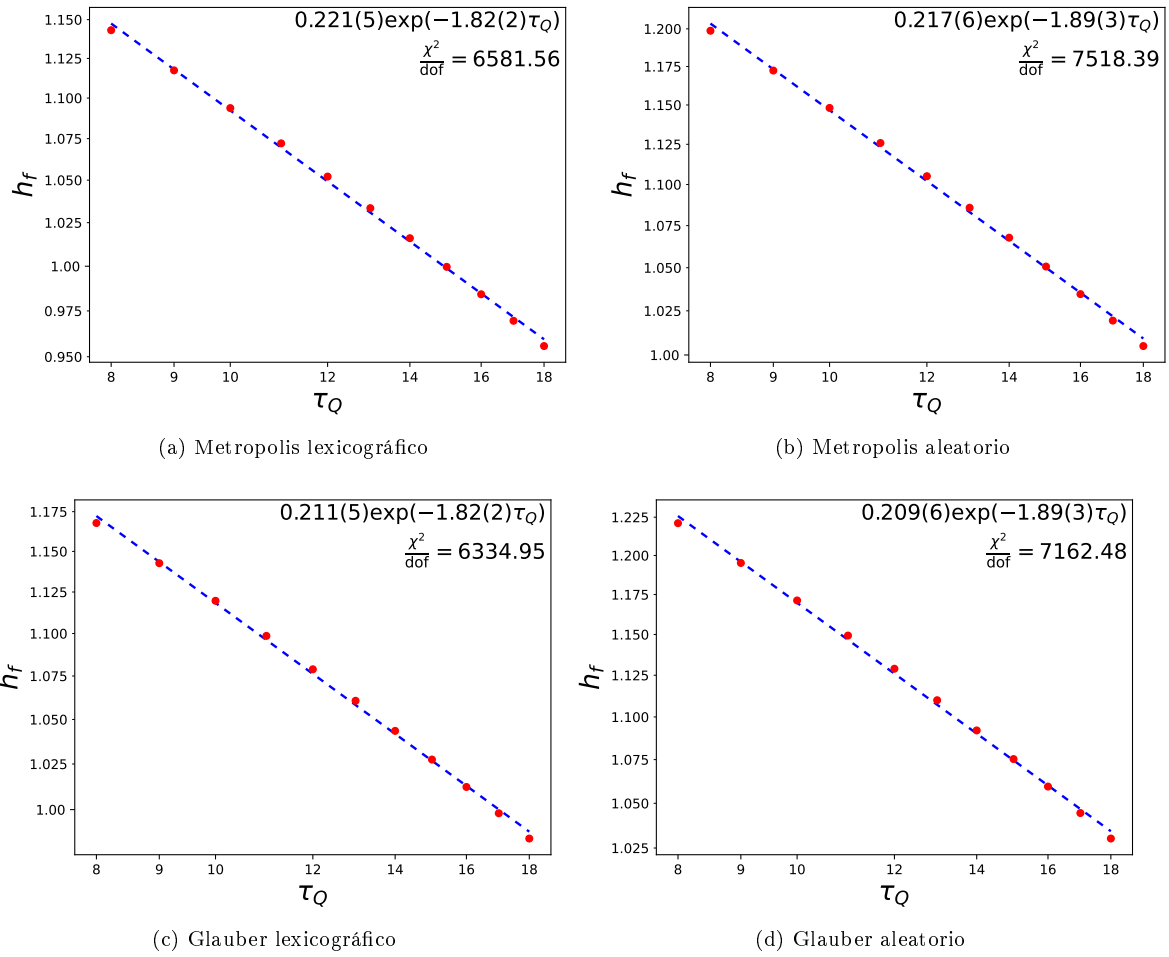 0.221(5)exp(−1.82(2)τ_Q)
χ²/dof = 6581.56
1.150
1.125
1.100
1.075
1.050
1.00
0.975
0.950
h_f
8 9 10 12 14 16 18
τ_Q
(a) Metropolis lexicográfico
0.217(6)exp(−1.89(3)τ_Q)
χ²/dof = 7518.39
1.200
1.175
1.150
1.125
1.100
1.075
1.050
1.025
1.00
h_f
8 9 10 12 14 16 18
τ_Q
(b) Metropolis aleatorio
0.211(5)exp(−1.82(2)τ_Q)
χ²/dof = 6334.95
1.175
1.150
1.125
1.100
1.075
1.050
1.025
1.00
h_f
8 9 10 12 14 16 18
τ_Q
(c) Glauber lexicográfico
0.209(6)exp(−1.89(3)τ_Q)
χ²/dof = 7162.48
1.225
1.200
1.175
1.150
1.125
1.100
1.075
1.050
1.025
h_f
8 9 10 12 14 16 18
τ_Q
(d) Glauber aleatorio